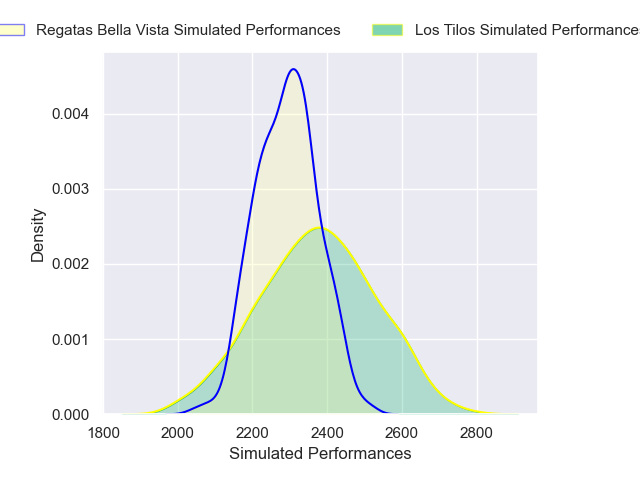 Regatas Bella Vista Simulated Performances
Los Tilos Simulated Performances
0.004
0.003
0.002
0.001
0.000
Density
1800 2000 2200 2400 2600 2800
Simulated Performances